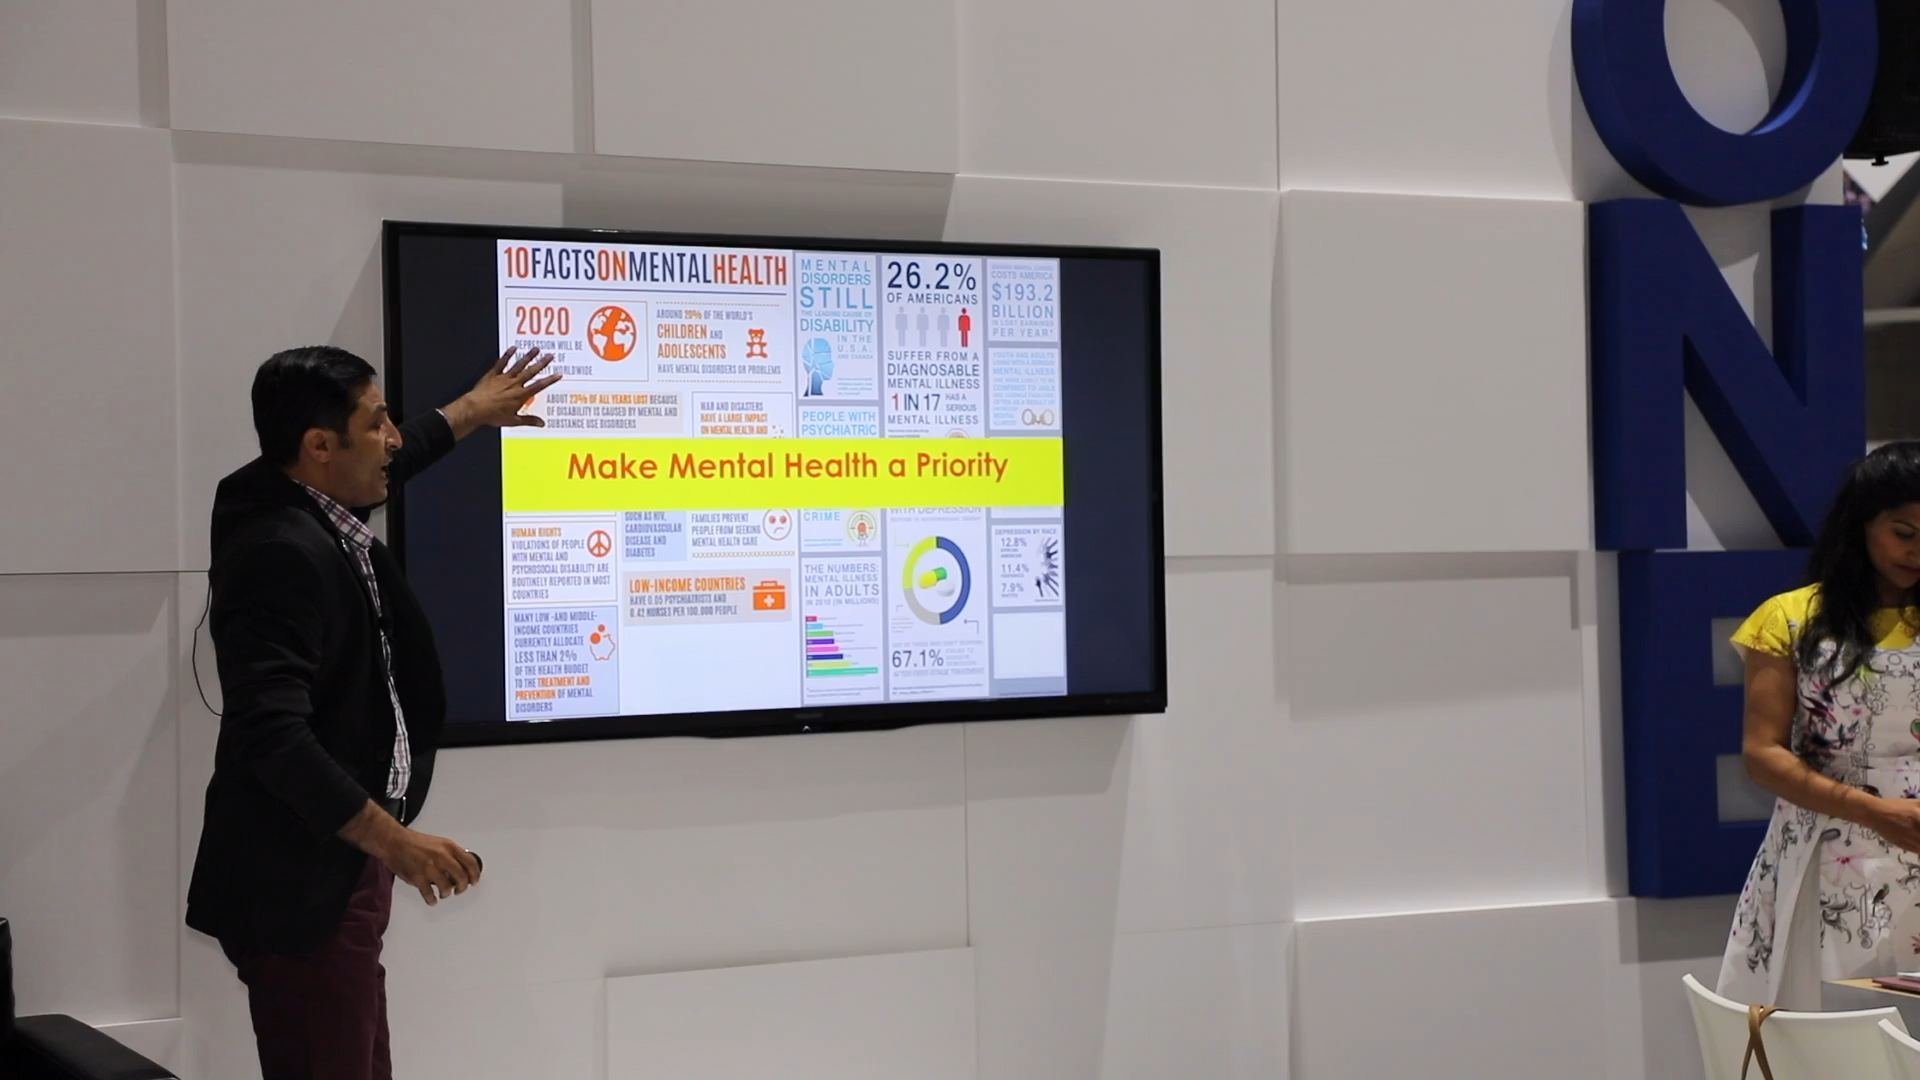 10FACTSONMENTALHEALTH
2020
DEPRESSION WILL BE
AROUND 20% OF THE WORLD'S
CHILDREN AND
ADOLESCENTS
HAVE MENTAL DISORDERS OR PROBLEMS
ABOUT 23% OF ALL YEARS LOST BECAUSE
OF DISABILITY IS CAUSED BY MENTAL AND
SUBSTANCE USE DISORDERS
WAR AND DISASTERS
HAVE A LARGE IMPACT
ON MENTAL HEALTH AND
MENTAL
DISORDERS
STILL
THE LEADING CAUSE OF
DISABILITY
IN THE
U.S.A.
AND CANADA
PEOPLE WITH
PSYCHIATRIC
26.2%
OF AMERICANS
SUFFER FROM A
DIAGNOSABLE
MENTAL ILLNESS
1 IN 17 HAS A
SERIOUS
MENTAL ILLNESS
COSTS AMERICA
$193.2
BILLION
IN LOST EARNINGS
PER YEAR*
Make Mental Health a Priority
HUMAN RIGHTS
VIOLATIONS OF PEOPLE
WITH MENTAL AND
PSYCHOSOCIAL DISABILITY ARE
ROUTINELY REPORTED IN MOST
COUNTRIES
SUCH AS HIV,
CARDIOVASCULAR
DISEASE AND
DIABETES
FAMILIES PREVENT
PEOPLE FROM SEEKING
MENTAL HEALTH CARE
LOW-INCOME COUNTRIES
HAVE 0.05 PSYCHIATRISTS AND
0.42 NURSES PER 100,000 PEOPLE
MANY LOW-AND MIDDLE-
INCOME COUNTRIES
CURRENTLY ALLOCATE
LESS THAN 2%
OF THE HEALTH BUDGET
TO THE TREATMENT AND
PREVENTION OF MENTAL
DISORDERS
CRIME
THE NUMBERS:
MENTAL ILLNESS
IN ADULTS
IN 2010 (IN MILLIONS)
WITH DEPRESSION
67.1%
DEPRESSION BY RACE
12.8%
11.4%
7.9%
ONE